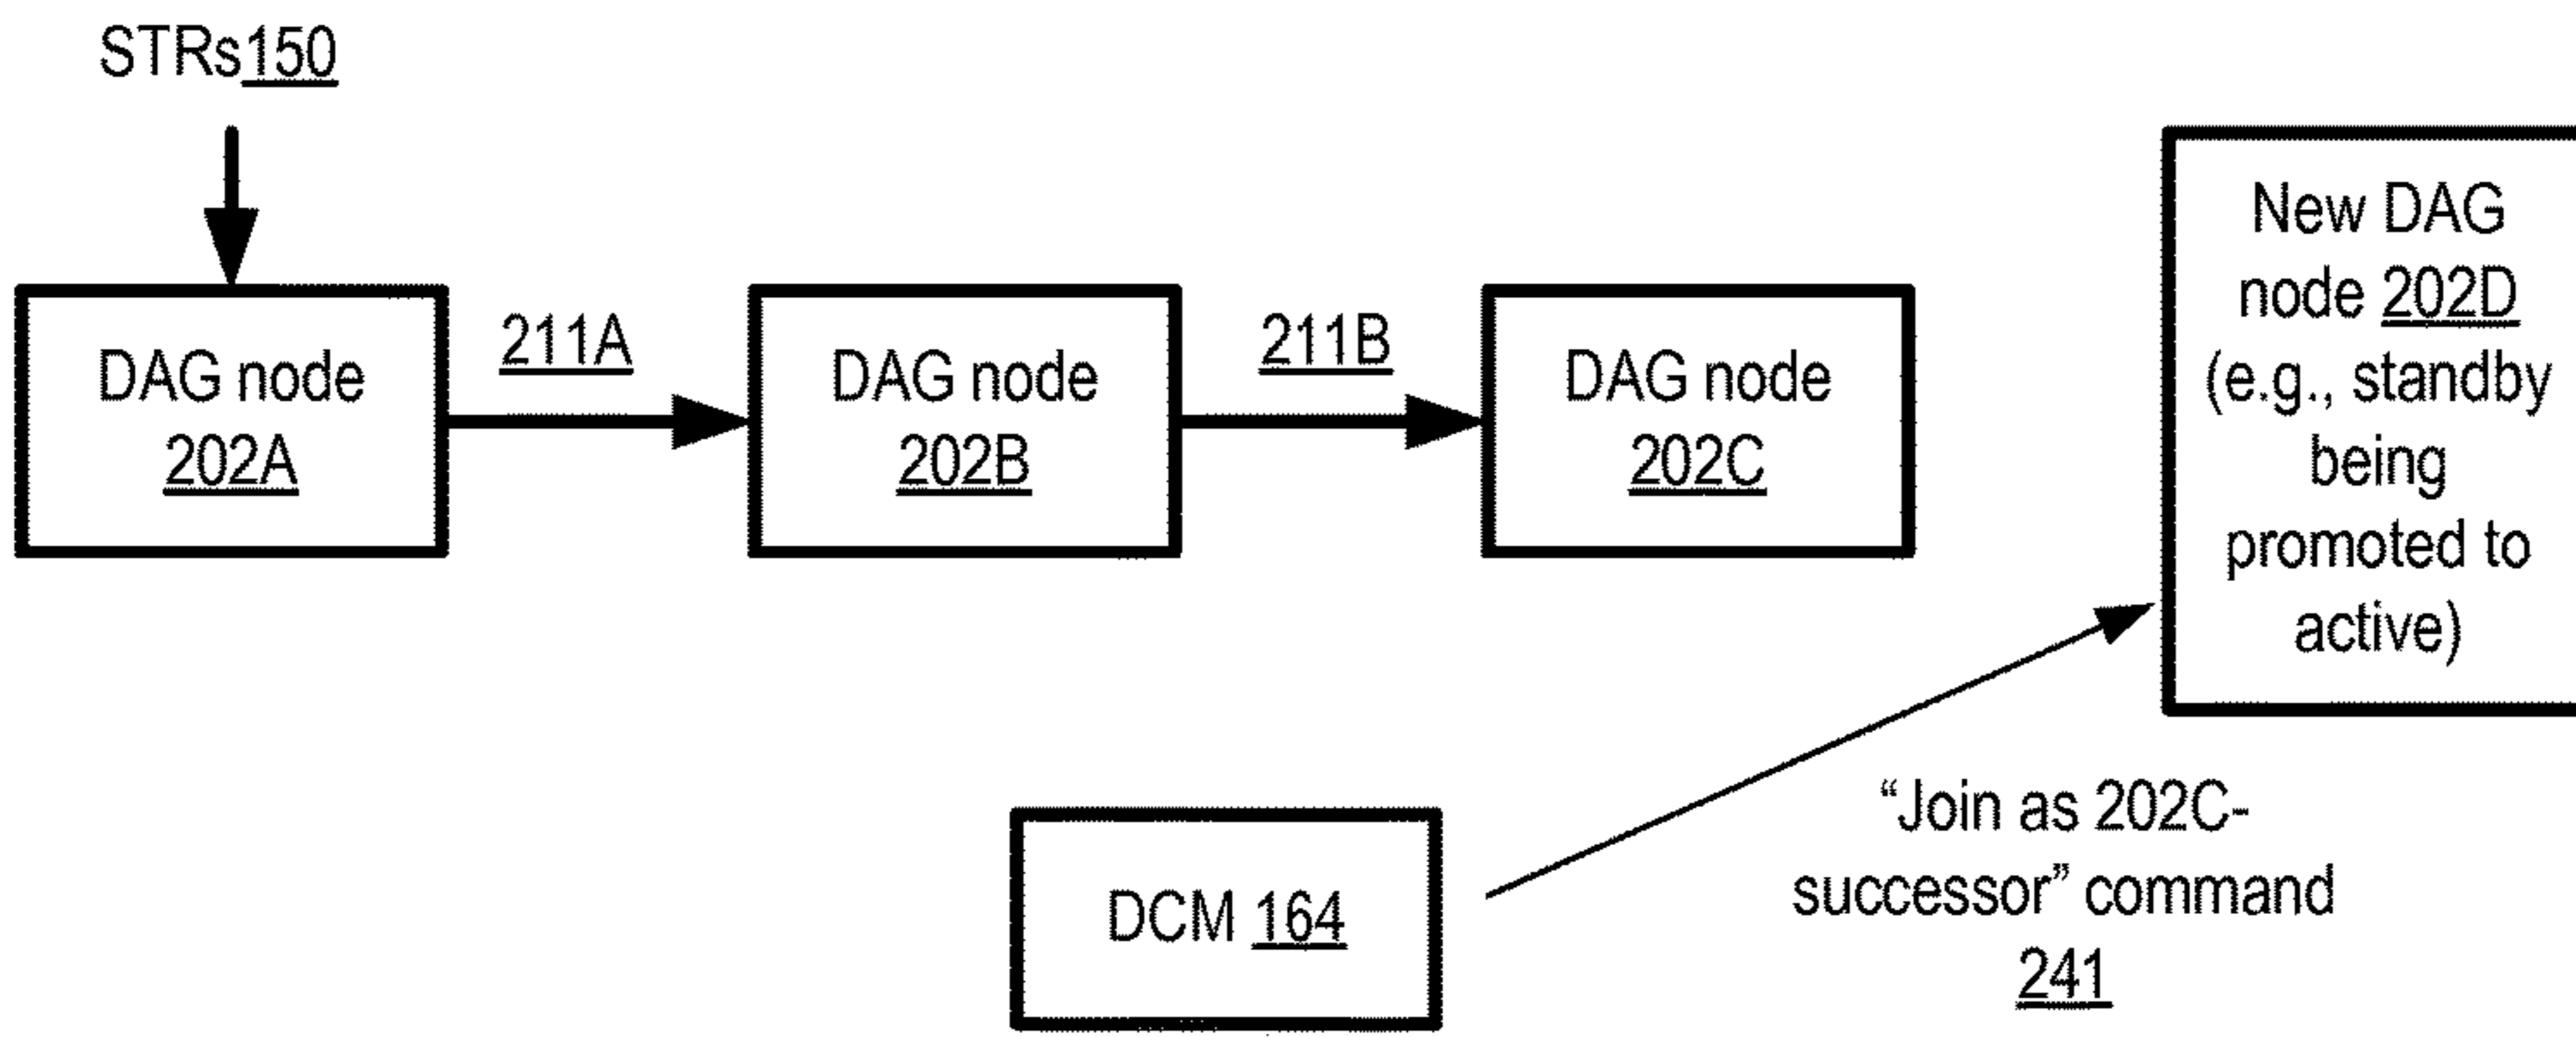 STRs150
DAG node
202A
211A
DAG node
202B
211B
DAG node
202C
New DAG
node 202D
(e.g., standby
being
promoted to
active)
DCM 164
“Join as 202C-
successor” command
241